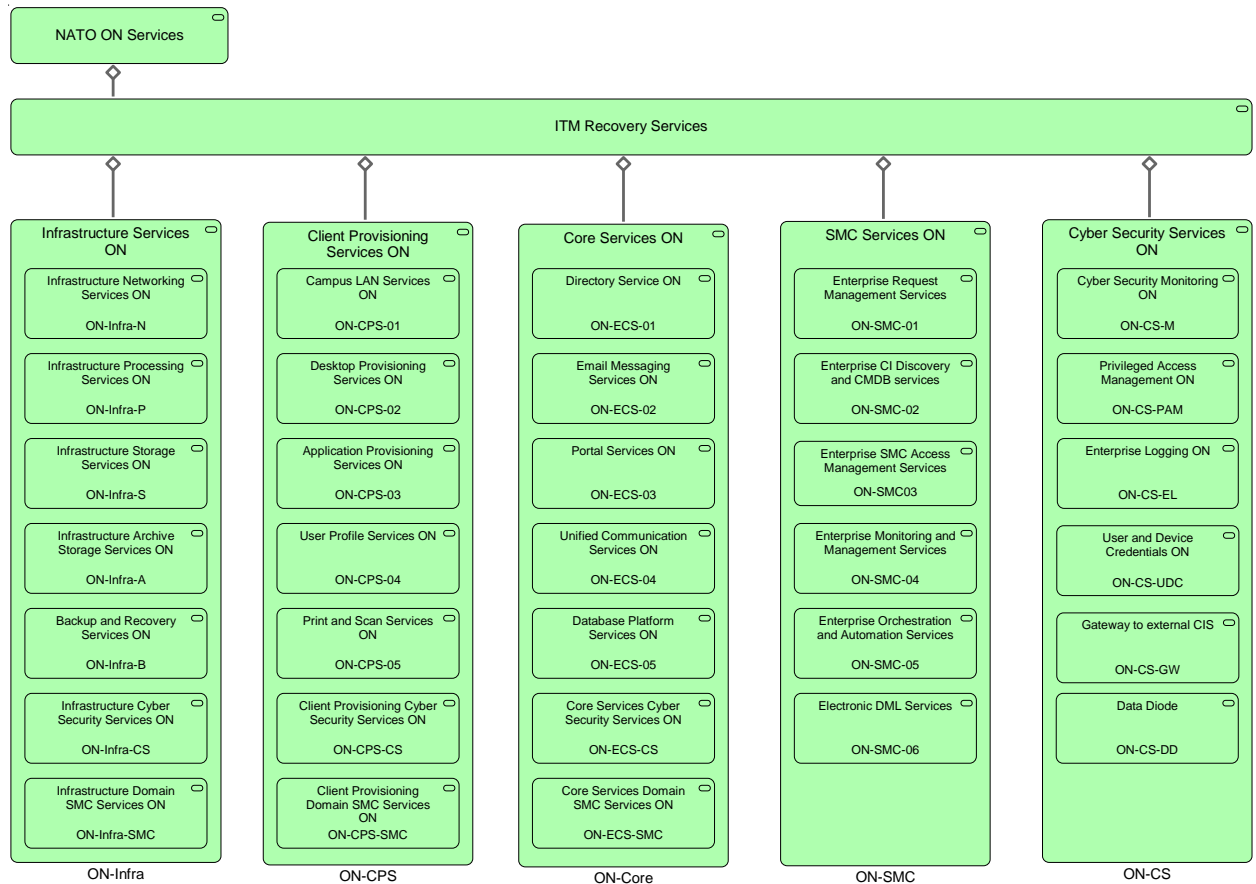 NATO ON Services
ITM Recovery Services
Infrastructure Services
ON
Infrastructure Networking
Services ON
ON-Infra-N
Infrastructure Processing
Services ON
ON-Infra-P
Infrastructure Storage
Services ON
ON-Infra-S
Infrastructure Archive
Storage Services ON
ON-Infra-A
Backup and Recovery
Services ON
ON-Infra-B
Infrastructure Cyber
Security Services ON
ON-Infra-CS
Infrastructure Domain
SMC Services ON
ON-Infra-SMC
ON-Infra
Client Provisioning
Services ON
Campus LAN Services
ON
ON-CPS-01
Desktop Provisioning
Services ON
ON-CPS-02
Application Provisioning
Services ON
ON-CPS-03
User Profile Services ON
ON-CPS-04
Print and Scan Services
ON
ON-CPS-05
Client Provisioning Cyber
Security Services ON
ON-CPS-CS
Client Provisioning
Domain SMC Services
ON
ON-CPS-SMC
ON-CPS
Core Services ON
Directory Service ON
ON-ECS-01
Email Messaging
Services ON
ON-ECS-02
Portal Services ON
ON-ECS-03
Unified Communication
Services ON
ON-ECS-04
Database Platform
Services ON
ON-ECS-05
Core Services Cyber
Security Services ON
ON-ECS-CS
Core Services Domain
SMC Services ON
ON-ECS-SMC
ON-Core
SMC Services ON
Enterprise Request
Management Services
ON-SMC-01
Enterprise CI Discovery
and CMDB services
ON-SMC-02
Enterprise SMC Access
Management Services
ON-SMC03
Enterprise Monitoring and
Management Services
ON-SMC-04
Enterprise Orchestration
and Automation Services
ON-SMC-05
Electronic DML Services
ON-SMC-06
ON-SMC
Cyber Security Services
ON
Cyber Security Monitoring
ON
ON-CS-M
Privileged Access
Management ON
ON-CS-PAM
Enterprise Logging ON
ON-CS-EL
User and Device
Credentials ON
ON-CS-UDC
Gateway to external CIS
ON-CS-GW
Data Diode
ON-CS-DD
ON-CS